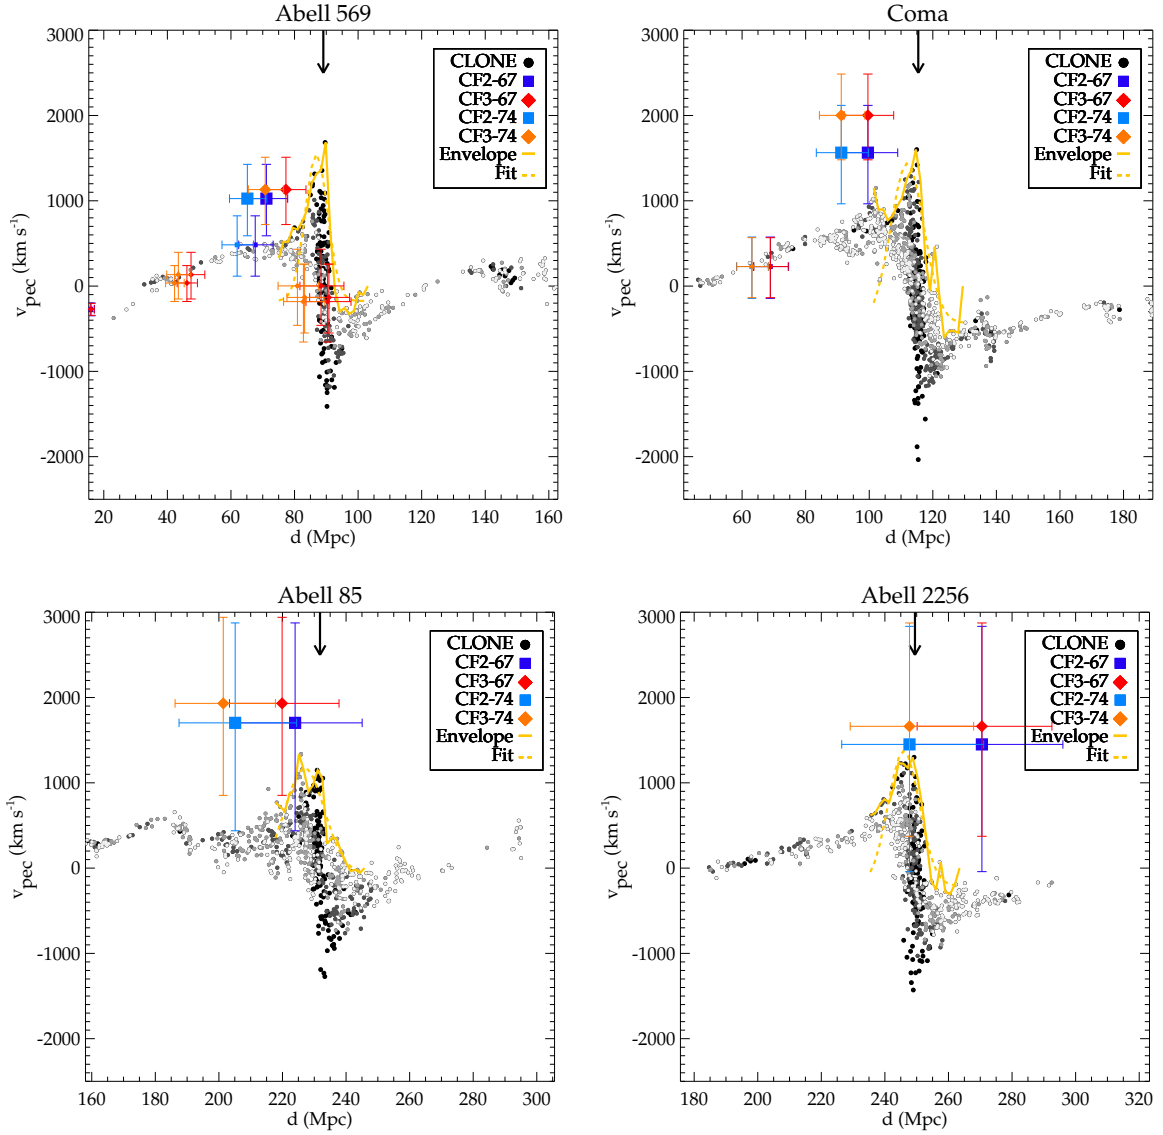 Abell 569
3000
2000
1000
0
-1000
-2000
v_pec (km s⁻¹)
20 40 60 80 100 120 140 160
d (Mpc)
CLONE
CF2-67
CF3-67
CF2-74
CF3-74
Envelope
Fit
Coma
3000
2000
1000
0
-1000
-2000
v_pec (km s⁻¹)
60 80 100 120 140 160 180
d (Mpc)
CLONE
CF2-67
CF3-67
CF2-74
CF3-74
Envelope
Fit
Abell 85
3000
2000
1000
0
-1000
-2000
v_pec (km s⁻¹)
160 180 200 220 240 260 280 300
d (Mpc)
CLONE
CF2-67
CF3-67
CF2-74
CF3-74
Envelope
Fit
Abell 2256
3000
2000
1000
0
-1000
-2000
v_pec (km s⁻¹)
180 200 220 240 260 280 300 320
d (Mpc)
CLONE
CF2-67
CF3-67
CF2-74
CF3-74
Envelope
Fit